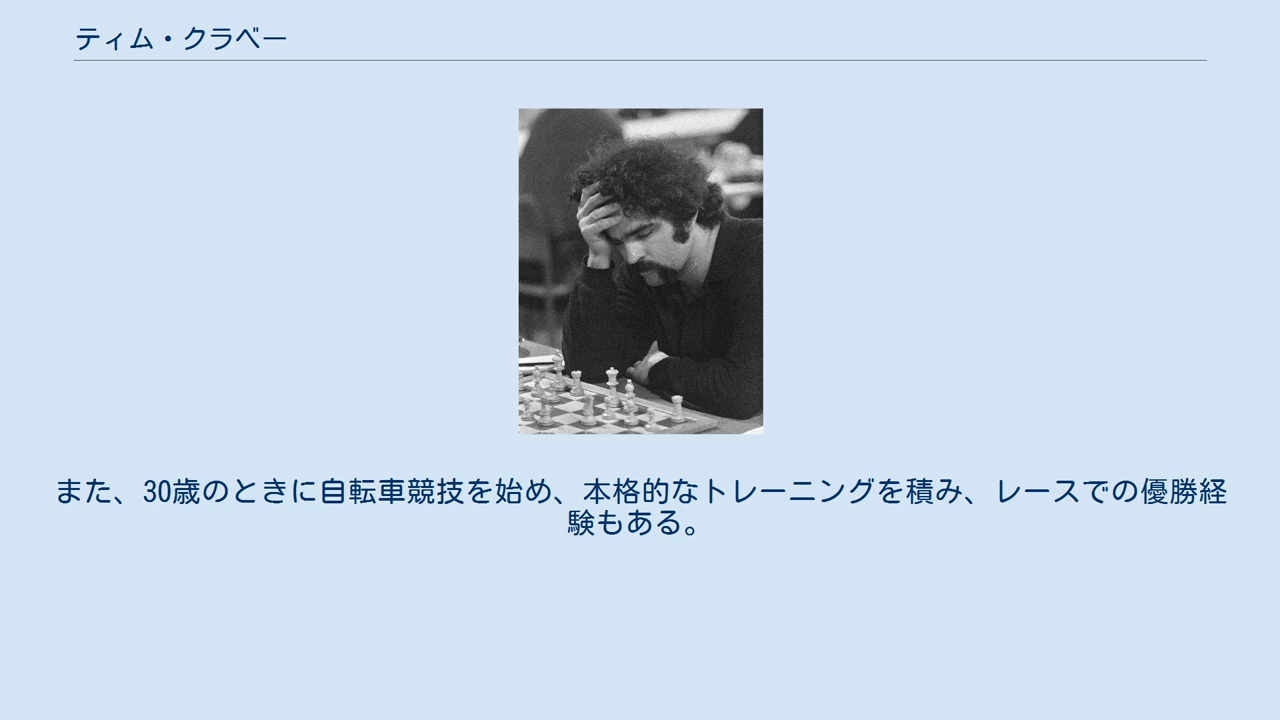 ティム・クラベー
また、30歳のときに自転車競技を始め、本格的なトレーニングを積み、レースでの優勝経
験もある。